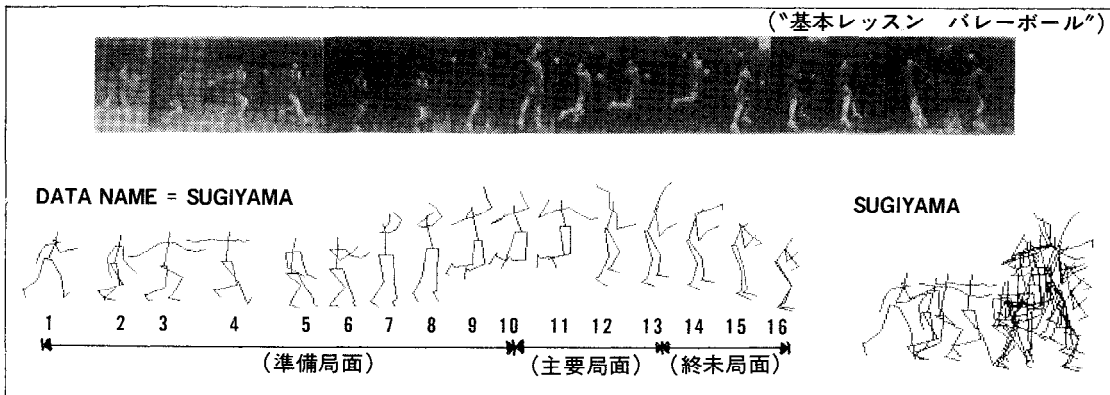 (〝基本レッスン　バレーボール〞)
DATA NAME = SUGIYAMA
SUGIYAMA
1 2 3 4 5 6 7 8 9 10 11 12 13 14 15 16
(準備局面) (主要局面) (終未局面)